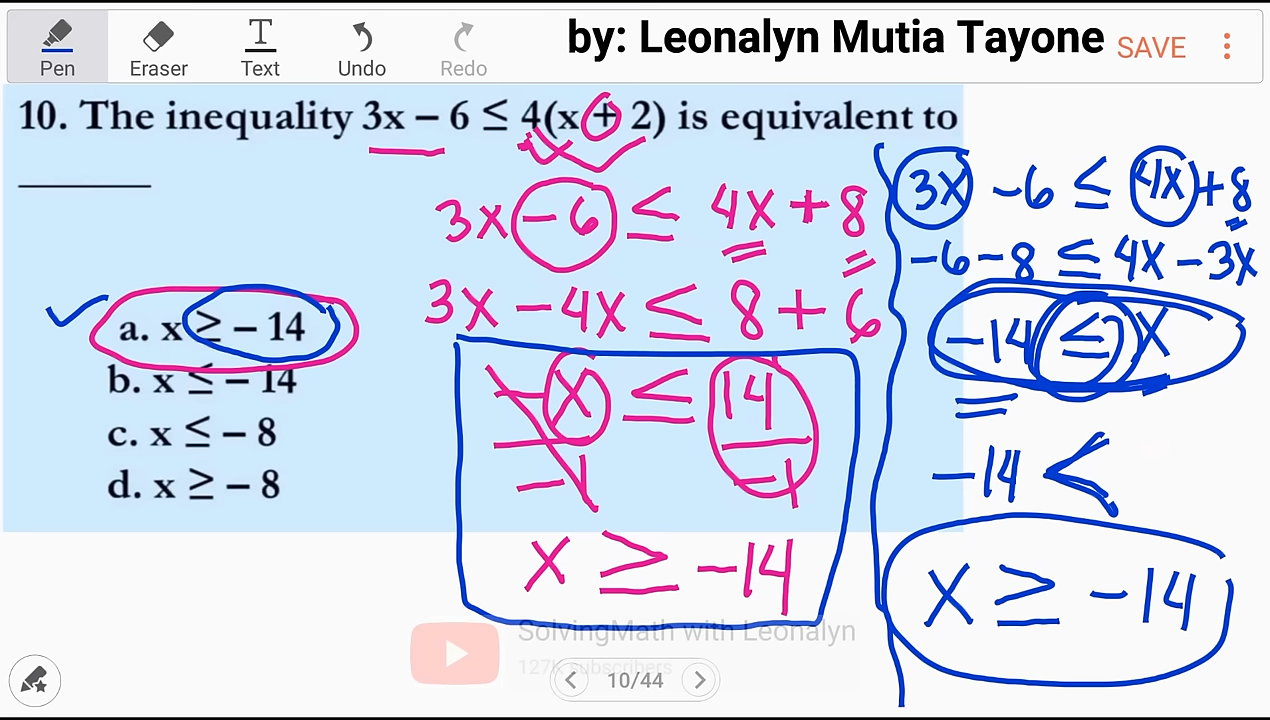 by: Leonalyn Mutia Tayone
SAVE
Pen
Eraser
Text
Undo
Redo
10. The inequality 3x – 6 ≤ 4(x + 2) is equivalent to
________
a. x ≥ – 14
b. x ≤ – 14
c. x ≤ – 8
d. x ≥ – 8
3x - 6 ≤ 4x + 8
3x - 4x ≤ 8 + 6
-x ≤ 14
-1 -1
x ≥ -14
3x - 6 ≤ 4x + 8
-6 - 8 ≤ 4x - 3x
-14 ≤ x
-14 <
x ≥ -14
SolvingMath with Leonalyn
127K subscribers
10/44